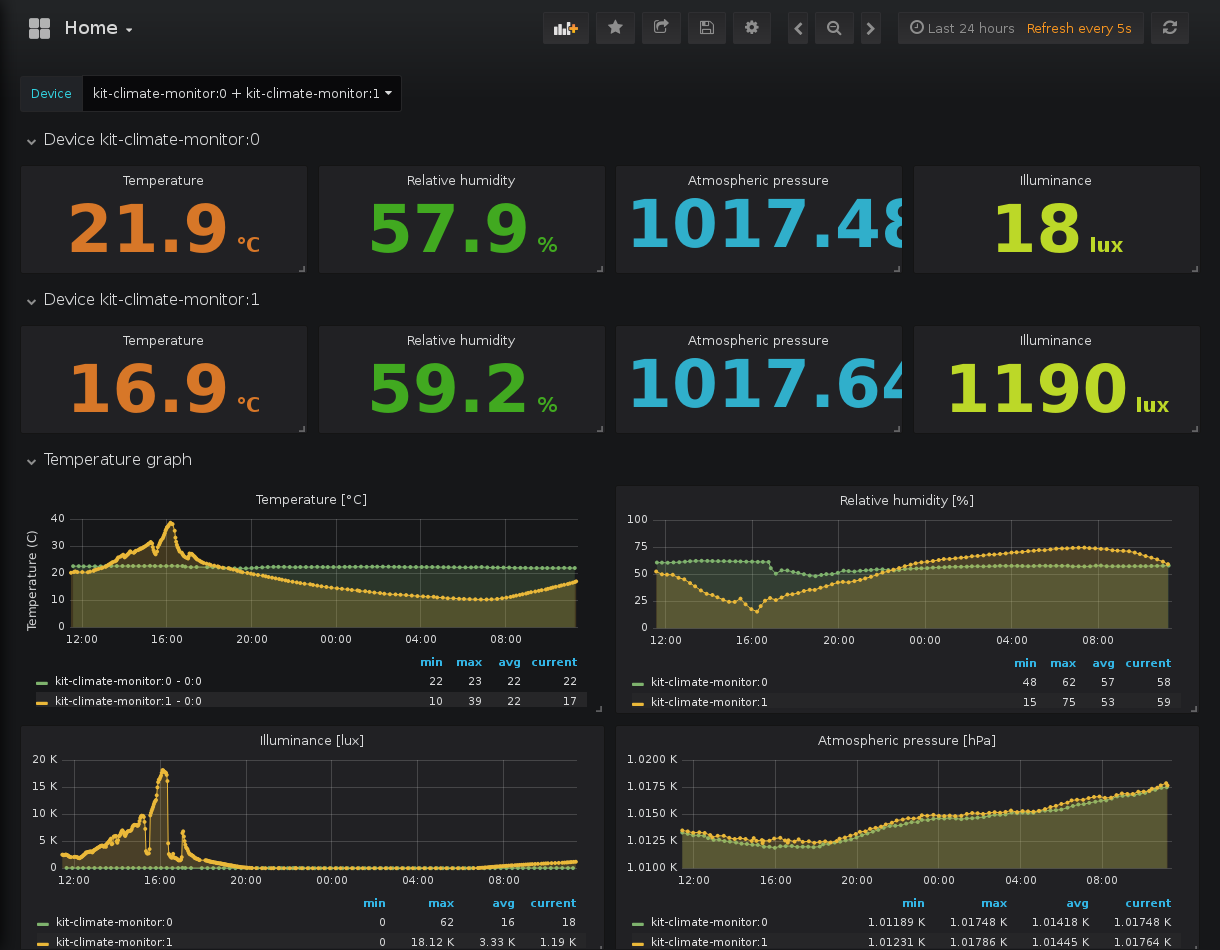 Home
Last 24 hours Refresh every 5s
Device kit-climate-monitor:0 + kit-climate-monitor:1
Device kit-climate-monitor:0
Temperature Relative humidity Atmospheric pressure Illuminance
21.9 °C 57.9 % 1017.48 18 lux
Device kit-climate-monitor:1
Temperature Relative humidity Atmospheric pressure Illuminance
16.9 °C 59.2 % 1017.64 1190 lux
Temperature graph
Temperature [°C]
Temperature (C)
40
30
20
10
0
12:00 16:00 20:00 00:00 04:00 08:00
min max avg current
kit-climate-monitor:0 - 0:0 22 23 22 22
kit-climate-monitor:1 - 0:0 10 39 22 17
Relative humidity [%]
100
75
50
25
0
12:00 16:00 20:00 00:00 04:00 08:00
min max avg current
kit-climate-monitor:0 48 62 57 58
kit-climate-monitor:1 15 75 53 59
Illuminance [lux]
20 K
15 K
10 K
5 K
0
12:00 16:00 20:00 00:00 04:00 08:00
min max avg current
kit-climate-monitor:0 0 62 16 18
kit-climate-monitor:1 0 18.12 K 3.33 K 1.19 K
Atmospheric pressure [hPa]
1.0200 K
1.0175 K
1.0150 K
1.0125 K
1.0100 K
12:00 16:00 20:00 00:00 04:00 08:00
min max avg current
kit-climate-monitor:0 1.01189 K 1.01748 K 1.01418 K 1.01748 K
kit-climate-monitor:1 1.01231 K 1.01786 K 1.01445 K 1.01764 K